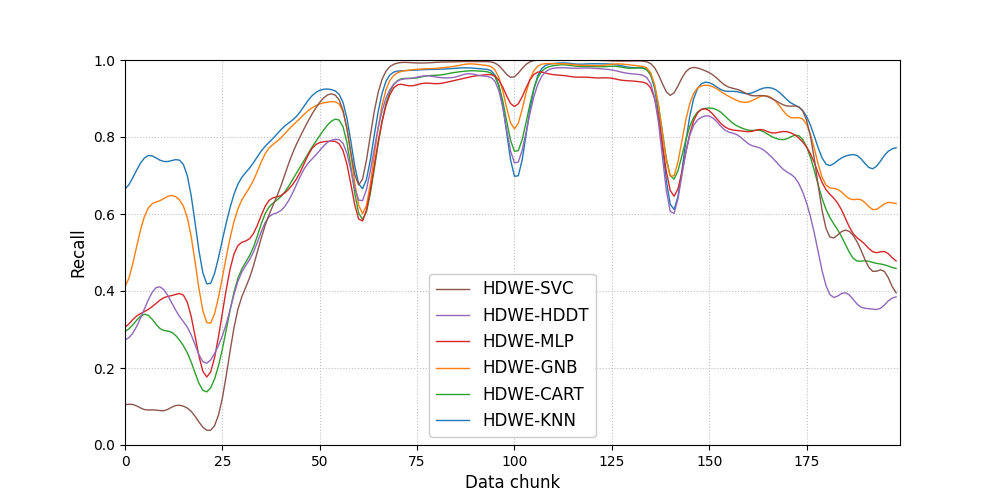 1.0
0.8
0.6
0.4
0.2
0.0
Recall
HDWE-SVC
HDWE-HDDT
HDWE-MLP
HDWE-GNB
HDWE-CART
HDWE-KNN
0 25 50 75 100 125 150 175
Data chunk